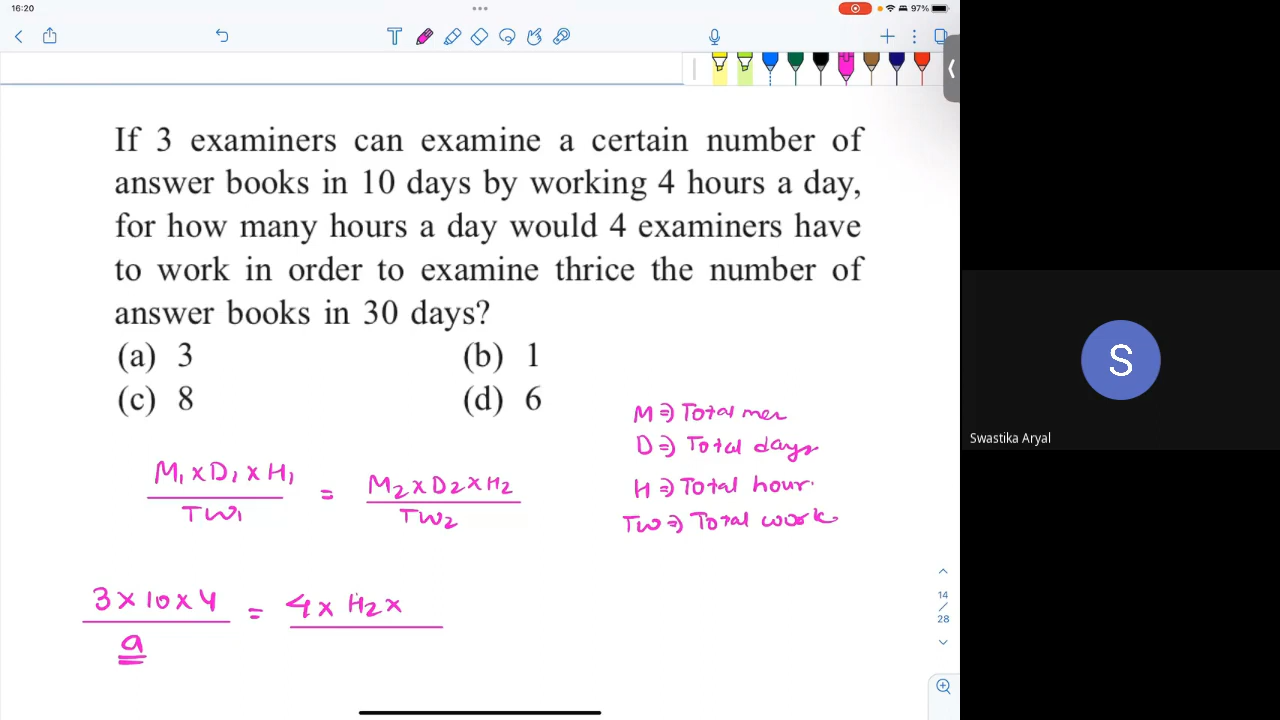 16:20
97%
T
If 3 examiners can examine a certain number of
answer books in 10 days by working 4 hours a day,
for how many hours a day would 4 examiners have
to work in order to examine thrice the number of
answer books in 30 days?
(a) 3 (b) 1
(c) 8 (d) 6
M => Total men
D => Total days
H => Total hour.
TW => Total work
M₁ × D₁ × H₁ = M₂ × D₂ × H₂
TW₁ TW₂
3 × 10 × 4 = 4 × H₂ ×
a
14
/
28
S
Swastika Aryal